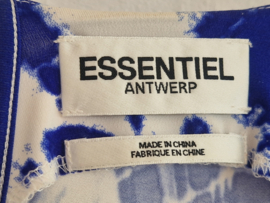 ESSENTIEL
ANTWERP
MADE IN CHINA
FABRIQUE EN CHINE